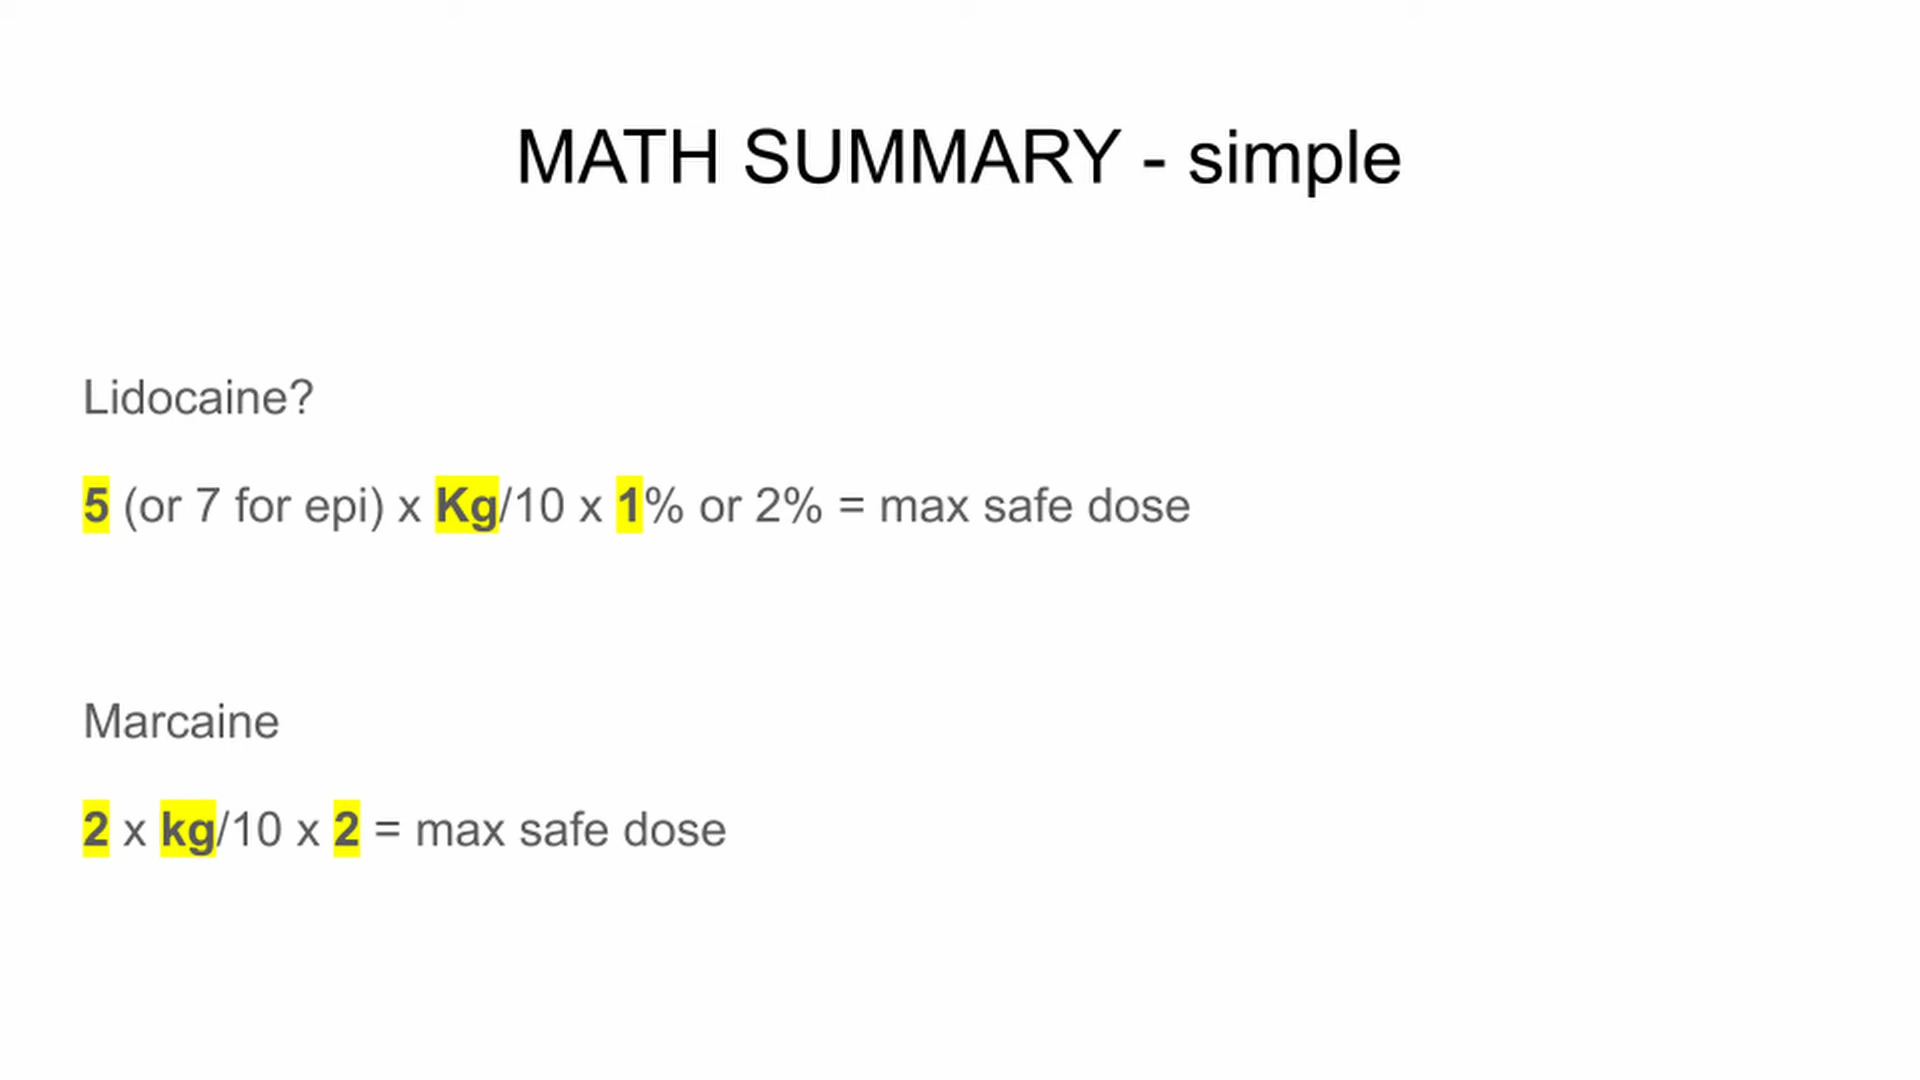 MATH SUMMARY - simple
Lidocaine?
5 (or 7 for epi) x Kg/10 x 1% or 2% = max safe dose
Marcaine
2 x kg/10 x 2 = max safe dose